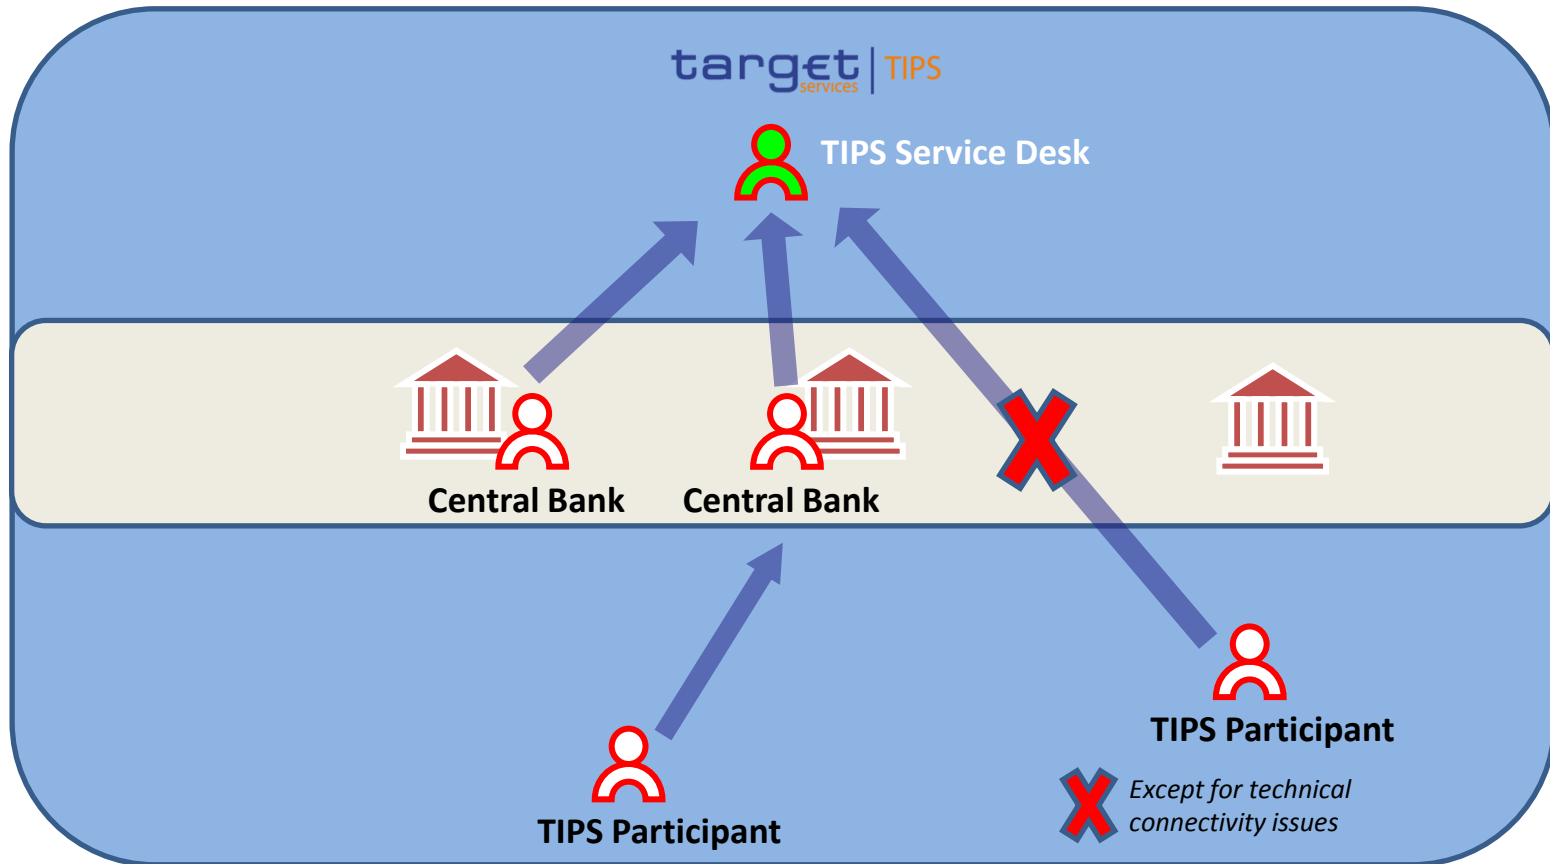 target services | TIPS
TIPS Service Desk
Central Bank
Central Bank
TIPS Participant
Except for technical
connectivity issues
TIPS Participant